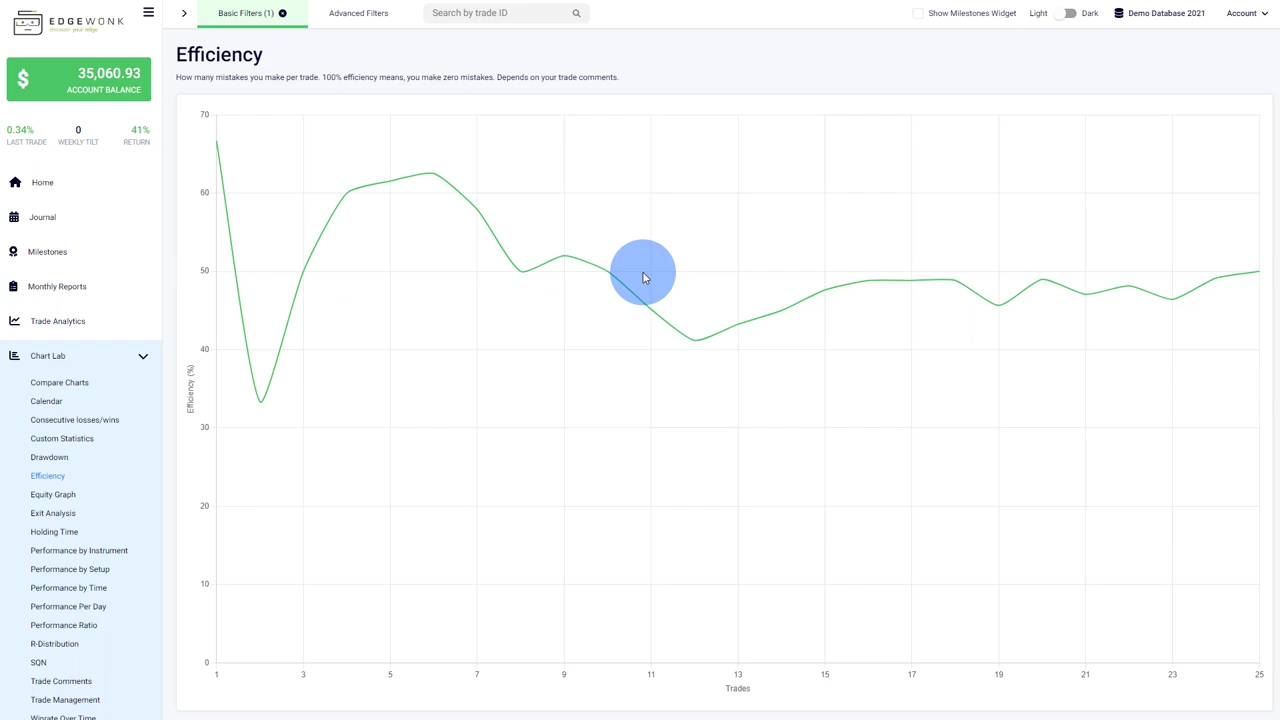 EDGEWONK
discover your edge
$
35,060.93
ACCOUNT BALANCE
0.34%
LAST TRADE
0
WEEKLY TILT
41%
RETURN
Home
Journal
Milestones
Monthly Reports
Trade Analytics
Chart Lab
Compare Charts
Calendar
Consecutive losses/wins
Custom Statistics
Drawdown
Efficiency
Equity Graph
Exit Analysis
Holding Time
Performance by Instrument
Performance by Setup
Performance by Time
Performance Per Day
Performance Ratio
R-Distribution
SQN
Trade Comments
Trade Management
Winrate Over Time
Basic Filters (1)
Advanced Filters
Search by trade ID
Show Milestones Widget
Light
Dark
Demo Database 2021
Account
Efficiency
How many mistakes you make per trade. 100% efficiency means, you make zero mistakes. Depends on your trade comments.
70
60
50
40
30
20
10
0
Efficiency (%)
1 3 5 7 9 11 13 15 17 19 21 23 25
Trades